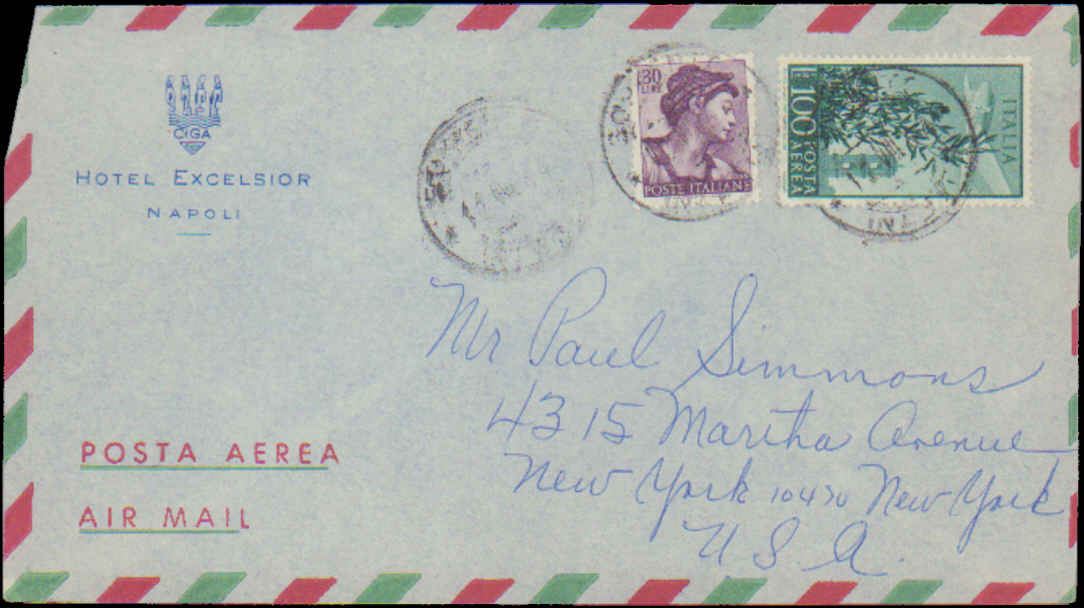 CIGA
HOTEL EXCELSIOR
NAPOLI
30
LIRE
POSTE ITALIANE
L. 100 POSTA AEREA
ITALIA
Mr Paul Simmons
4315 Martha Avenue
New York 10470 New York
U S A.
POSTA AEREA
AIR MAIL